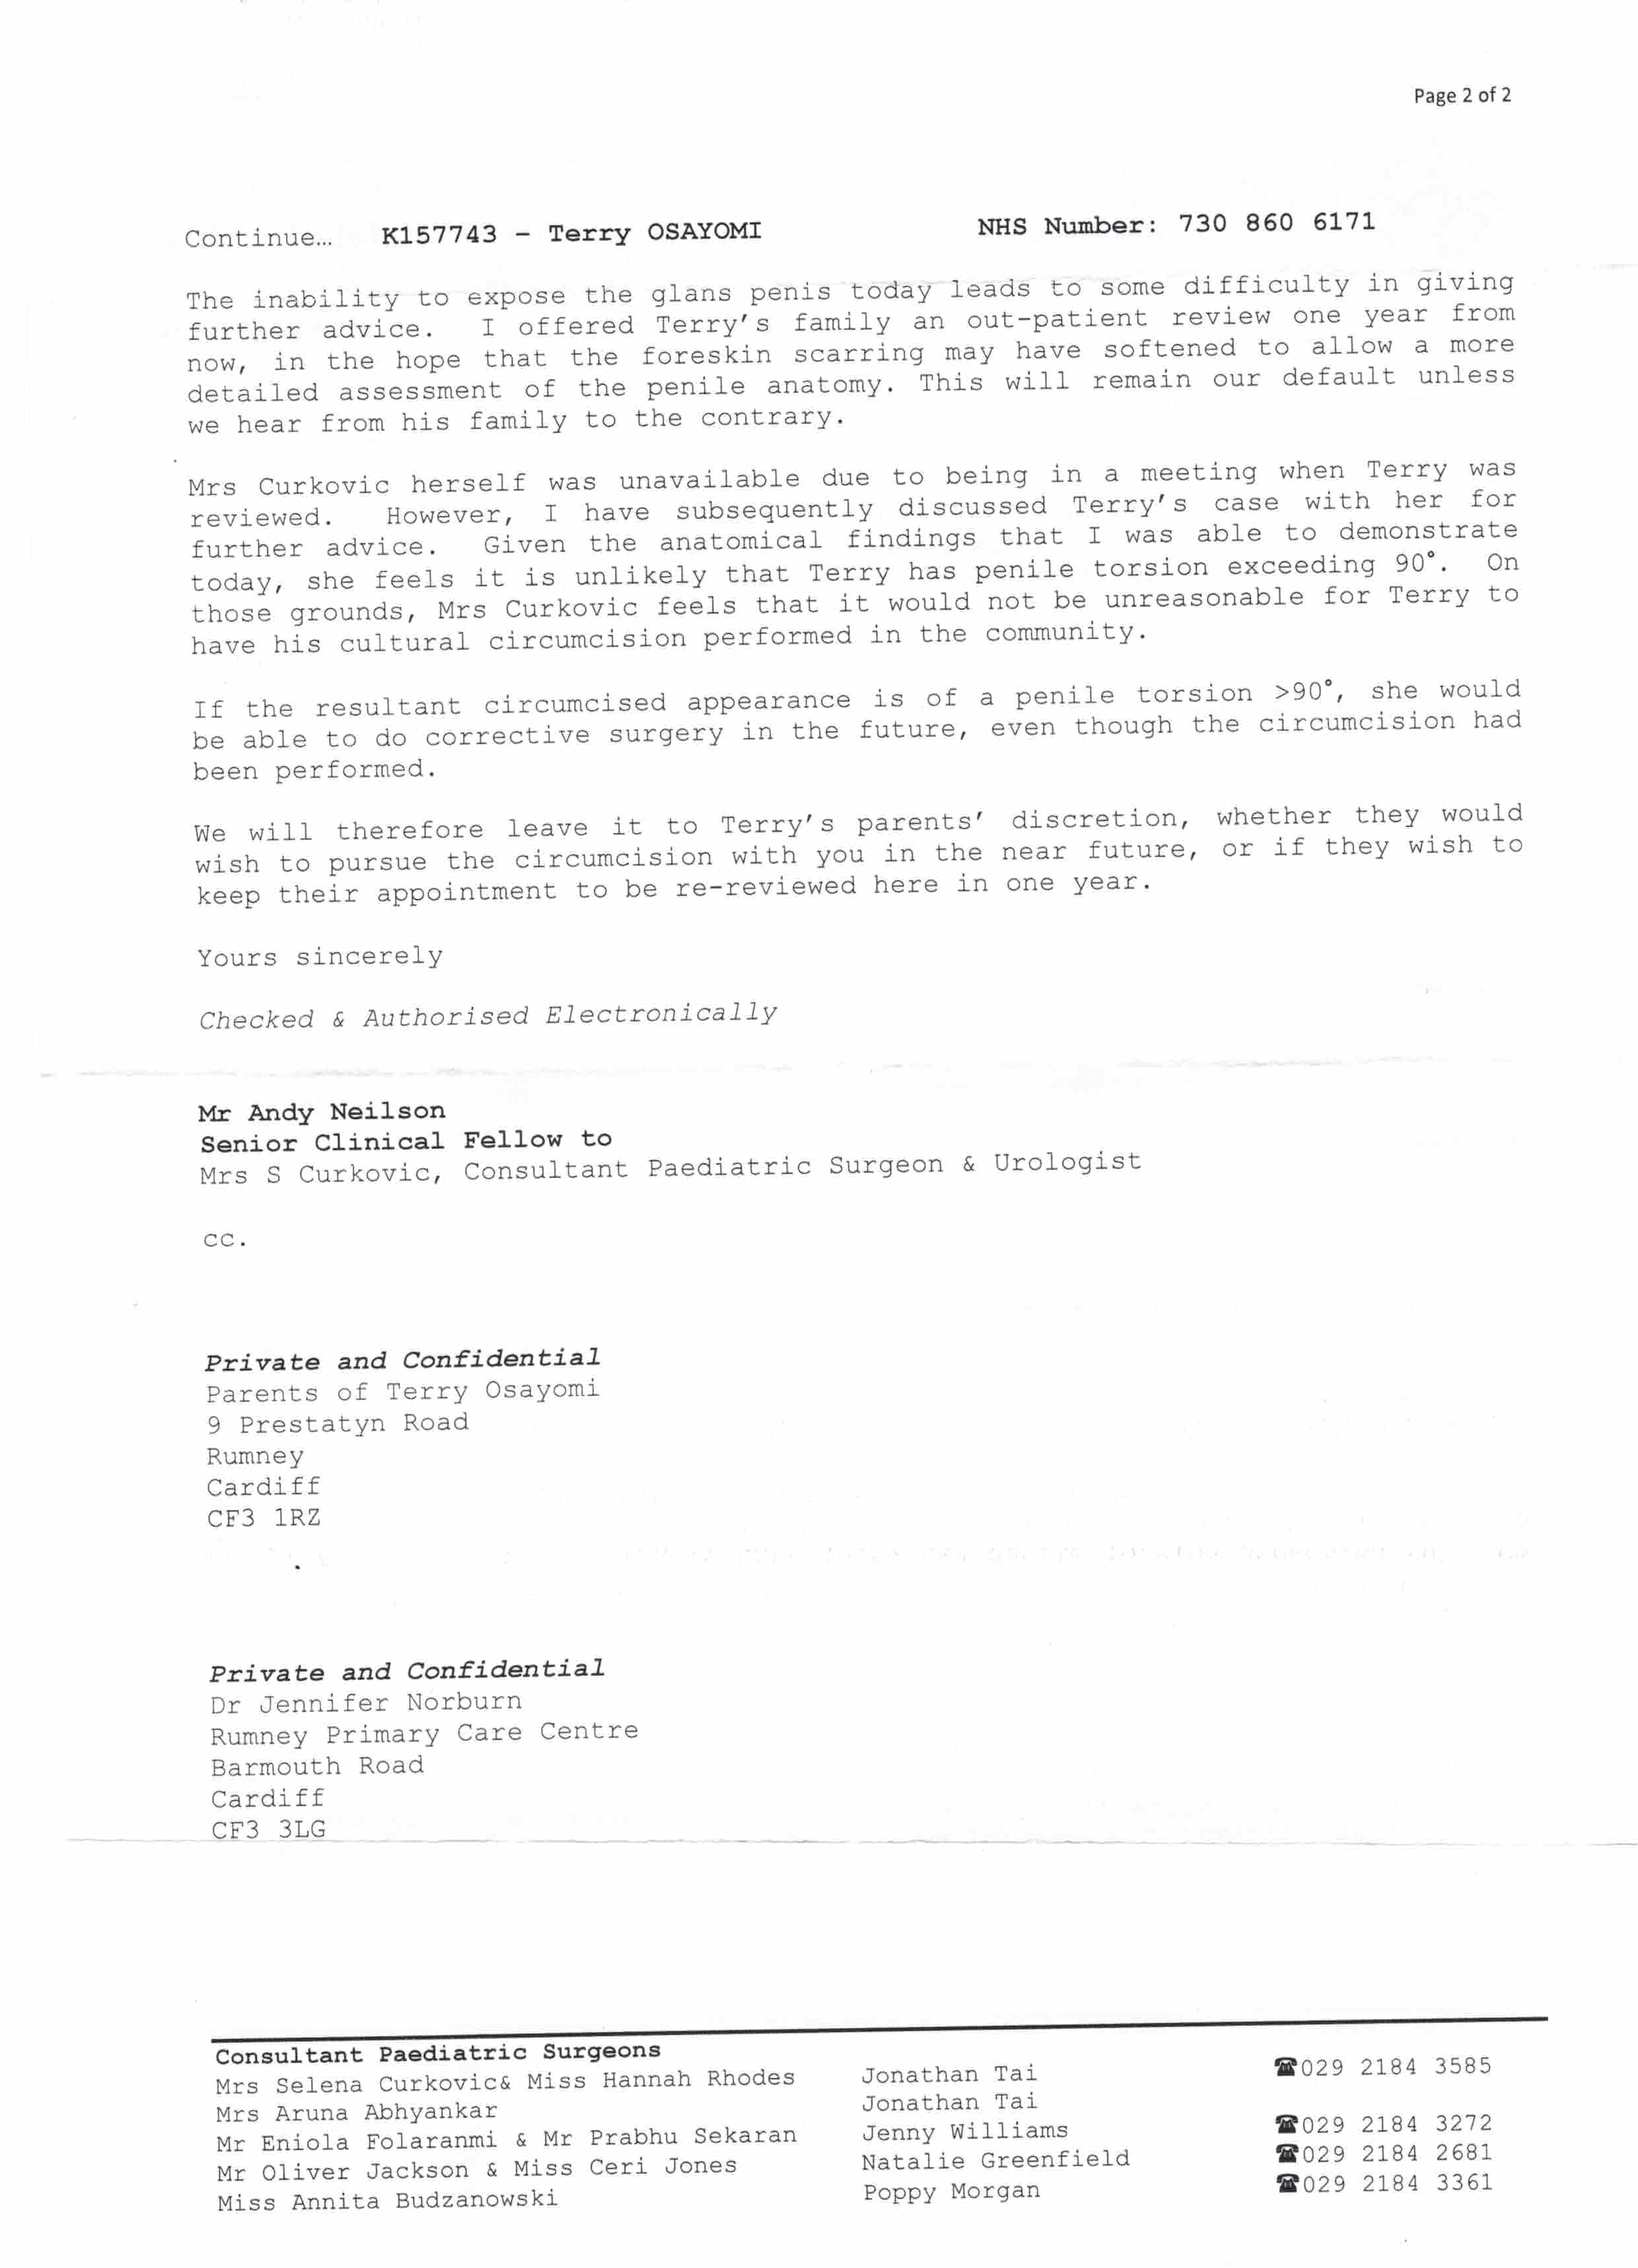 Page 2 of 2
Continue… K157743 – Terry OSAYOMI NHS Number: 730 860 6171
The inability to expose the glans penis today leads to some difficulty in giving
further advice. I offered Terry's family an out-patient review one year from
now, in the hope that the foreskin scarring may have softened to allow a more
detailed assessment of the penile anatomy. This will remain our default unless
we hear from his family to the contrary.
Mrs Curkovic herself was unavailable due to being in a meeting when Terry was
reviewed. However, I have subsequently discussed Terry's case with her for
further advice. Given the anatomical findings that I was able to demonstrate
today, she feels it is unlikely that Terry has penile torsion exceeding 90°. On
those grounds, Mrs Curkovic feels that it would not be unreasonable for Terry to
have his cultural circumcision performed in the community.
If the resultant circumcised appearance is of a penile torsion >90°, she would
be able to do corrective surgery in the future, even though the circumcision had
been performed.
We will therefore leave it to Terry's parents' discretion, whether they would
wish to pursue the circumcision with you in the near future, or if they wish to
keep their appointment to be re-reviewed here in one year.
Yours sincerely
Checked & Authorised Electronically
Mr Andy Neilson
Senior Clinical Fellow to
Mrs S Curkovic, Consultant Paediatric Surgeon & Urologist
cc.
Private and Confidential
Parents of Terry Osayomi
9 Prestatyn Road
Rumney
Cardiff
CF3 1RZ
Private and Confidential
Dr Jennifer Norburn
Rumney Primary Care Centre
Barmouth Road
Cardiff
CF3 3LG
Consultant Paediatric Surgeons
Mrs Selena Curkovic& Miss Hannah Rhodes Jonathan Tai ☎029 2184 3585
Mrs Aruna Abhyankar Jonathan Tai
Mr Eniola Folaranmi & Mr Prabhu Sekaran Jenny Williams ☎029 2184 3272
Mr Oliver Jackson & Miss Ceri Jones Natalie Greenfield ☎029 2184 2681
Miss Annita Budzanowski Poppy Morgan ☎029 2184 3361